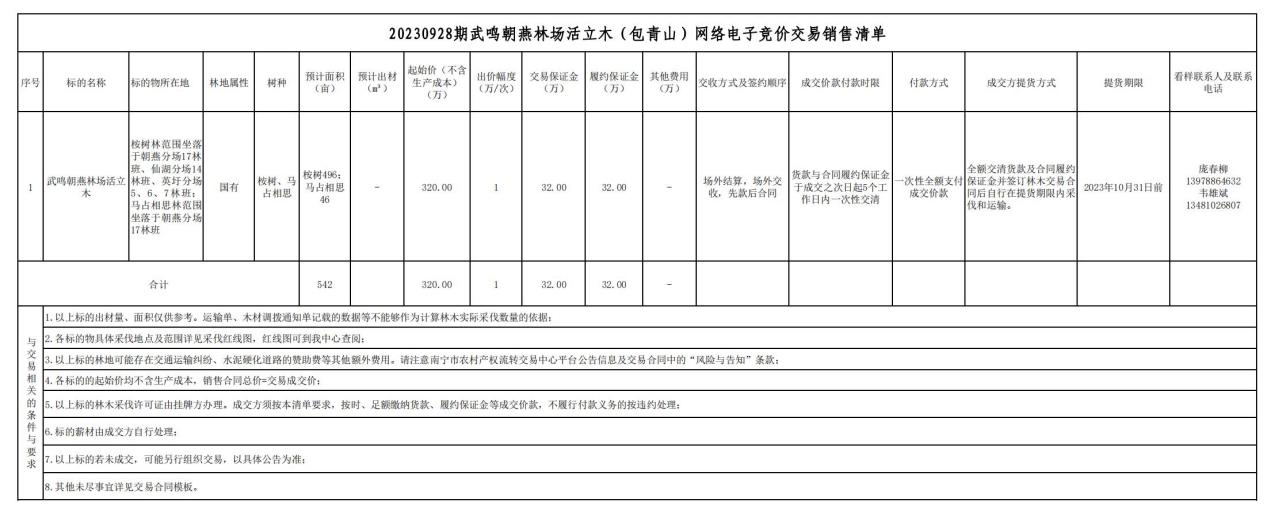 20230928期武鸣朝燕林场活立木（包青山）网络电子竞价交易销售清单
序号
标的名称
标的物所在地
林地属性
树种
预计面积
（亩）
预计出材
（m³）
起始价（不含
生产成本）
（万）
出价幅度
（万/次）
交易保证金
（万）
履约保证金
（万）
其他费用
（万）
交收方式及签约顺序
成交价款付款时限
付款方式
成交方提货方式
提货期限
看样联系人及联系
电话
1
武鸣朝燕林场活立
木
桉树林范围坐落
于朝燕分场17林
班、仙湖分场14
林班、英圩分场
5、6、7林班；
马占相思林范围
坐落于朝燕分场
17林班
国有
桉树、马
占相思
桉树496；
马占相思
46
-
320.00
1
32.00
32.00
-
场外结算，场外交
收，先款后合同
货款与合同履约保证金
于成交之次日起5个工
作日内一次性交清
一次性全额支付
成交价款
全额交清货款及合同履约
保证金并签订林木交易合
同后自行在提货期限内采
伐和运输。
2023年10月31日前
庞春柳
13978864632
韦雄斌
13481026807
合计
542
320.00
1
32.00
32.00
-
与交易相关的条件与要求
1.以上标的出材量、面积仅供参考。运输单、木材调拨通知单记载的数据等不能够作为计算林木实际采伐数量的依据；
2.各标的物具体采伐地点及范围详见采伐红线图，红线图可到我中心查阅；
3.以上标的林地可能存在交通运输纠纷、水泥硬化道路的赞助费等其他额外费用。请注意南宁市农村产权流转交易中心平台公告信息及交易合同中的“风险与告知”条款；
4.各标的的起始价均不含生产成本，销售合同总价=交易成交价；
5.以上标的林木采伐许可证由挂牌方办理。成交方须按本清单要求，按时、足额缴纳货款、履约保证金等成交价款，不履行付款义务的按违约处理；
6.标的薪材由成交方自行处理；
7.以上标的若未成交，可能另行组织交易，以具体公告为准；
8.其他未尽事宜详见交易合同模板。